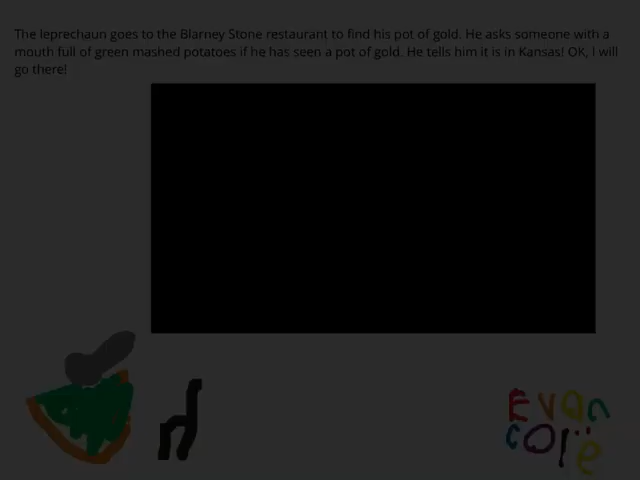 The leprechaun goes to the Blarney Stone restaurant to find his pot of gold. He asks someone with a
mouth full of green mashed potatoes if he has seen a pot of gold. He tells him it is in Kansas! OK, I will
go there!
Evan
Cole